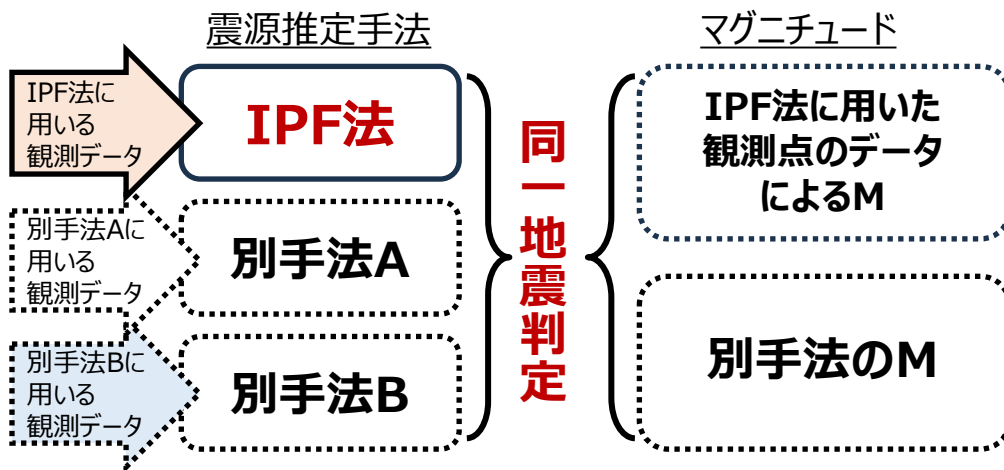 震源推定手法
マグニチュード
IPF法に
用いる
観測データ
IPF法
別手法Aに
用いる
観測データ
別手法A
別手法Bに
用いる
観測データ
別手法B
同一地震判定
IPF法に用いた
観測点のデータ
によるM
別手法のM